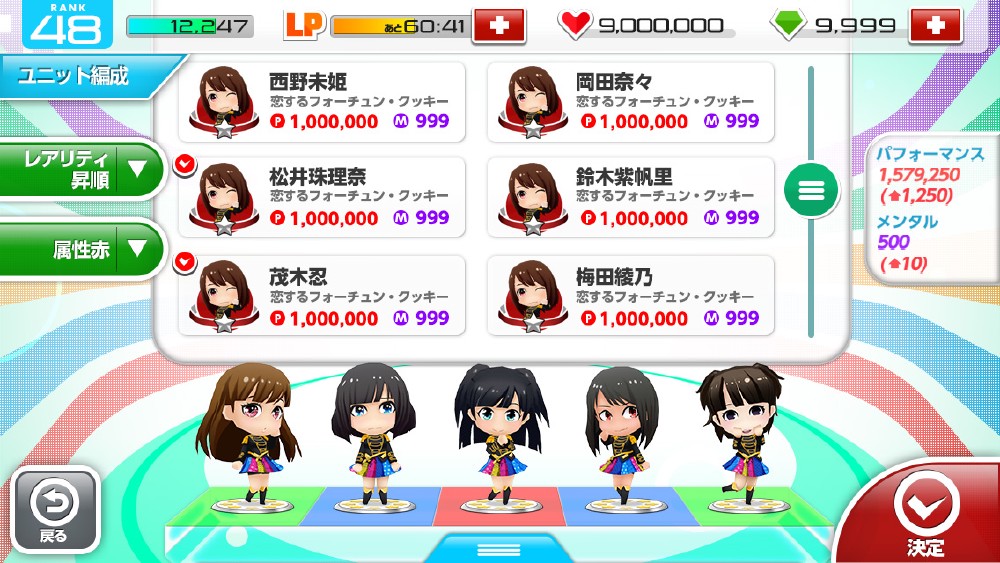 RANK
48
12,247
LP
あと60:41
9,000,000
9,999
ユニット編成
レアリティ
昇順
属性赤
西野未姫
恋するフォーチュン・クッキー
P 1,000,000 M 999
岡田奈々
恋するフォーチュン・クッキー
P 1,000,000 M 999
松井珠理奈
恋するフォーチュン・クッキー
P 1,000,000 M 999
鈴木紫帆里
恋するフォーチュン・クッキー
P 1,000,000 M 999
茂木忍
恋するフォーチュン・クッキー
P 1,000,000 M 999
梅田綾乃
恋するフォーチュン・クッキー
P 1,000,000 M 999
パフォーマンス
1,579,250
(⬆1,250)
メンタル
500
(⬆10)
戻る
決定